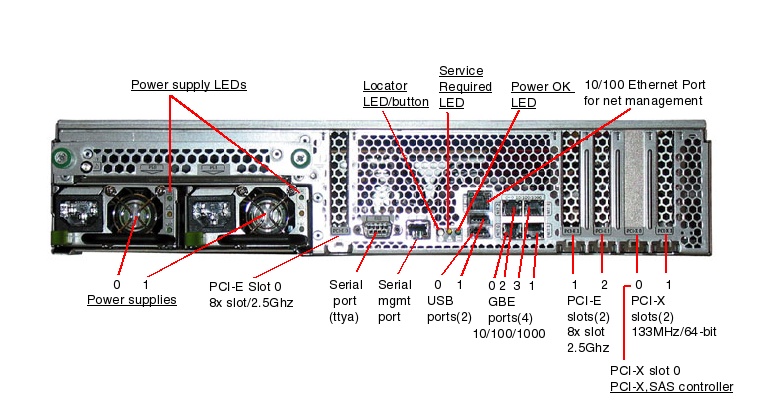 Service
Power supply LEDs
Locator
Required
Power OK
10/100 Ethernet Port
LED/button
LED
LED
for net management
0 1
Power supplies
PCI-E Slot 0
8x slot/2.5Ghz
Serial
port
(ttya)
Serial
mgmt
port
0 1
USB
ports(2)
0 2 3 1
GBE
ports(4)
10/100/1000
1 2
PCI-E
slots(2)
8x slot
2.5Ghz
0 1
PCI-X
slots(2)
133MHz/64-bit
PCI-X slot 0
PCI-X,SAS controller